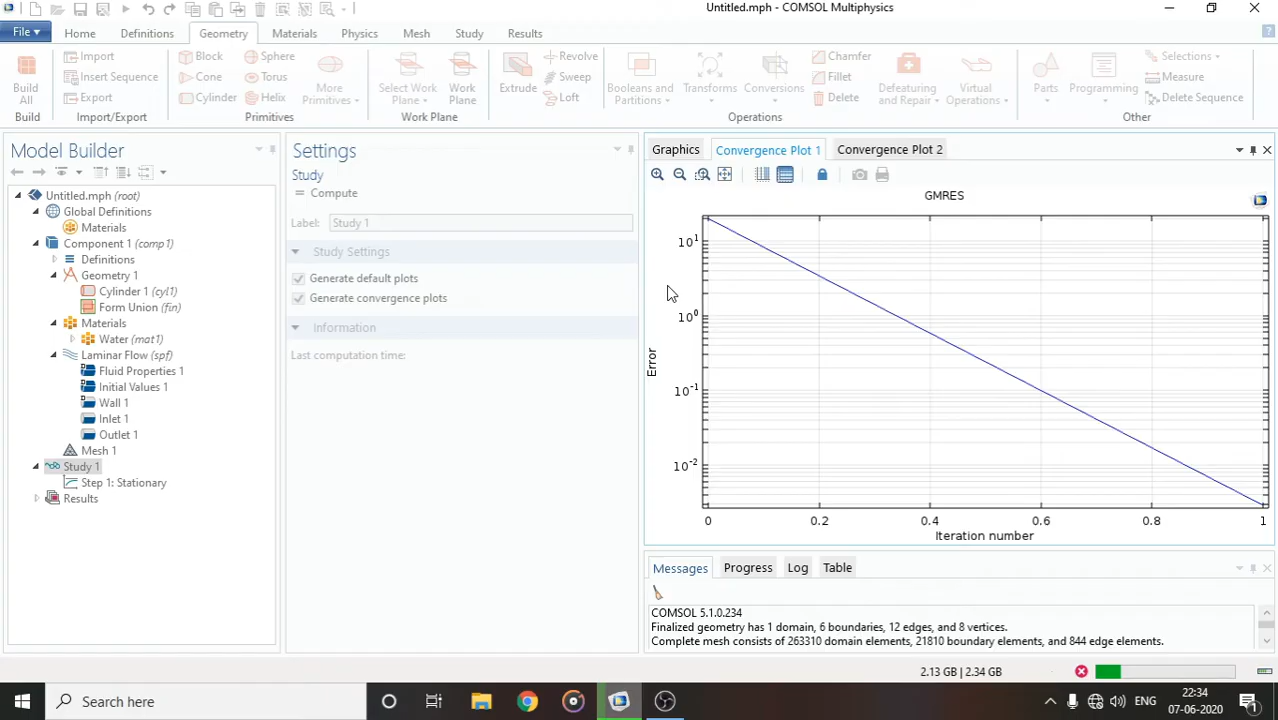 Untitled.mph - COMSOL Multiphysics
File Home Definitions Geometry Materials Physics Mesh Study Results
Build All
Build
Import
Insert Sequence
Export
Import/Export
Block Sphere
Cone Torus
Cylinder Helix
More Primitives
Primitives
Select Work Plane
Work Plane
Work Plane
Extrude
Revolve
Sweep
Loft
Booleans and Partitions
Transforms
Conversions
Chamfer
Fillet
Delete
Defeaturing and Repair
Virtual Operations
Operations
Parts
Programming
Selections
Measure
Delete Sequence
Other
Model Builder
Untitled.mph (root)
Global Definitions
Materials
Component 1 (comp1)
Definitions
Geometry 1
Cylinder 1 (cyl1)
Form Union (fin)
Materials
Water (mat1)
Laminar Flow (spf)
Fluid Properties 1
Initial Values 1
Wall 1
Inlet 1
Outlet 1
Mesh 1
Study 1
Step 1: Stationary
Results
Settings
Study
= Compute
Label: Study 1
Study Settings
Generate default plots
Generate convergence plots
Information
Last computation time:
Graphics Convergence Plot 1 Convergence Plot 2
GMRES
10^1
10^0
10^-1
10^-2
Error
0 0.2 0.4 0.6 0.8 1
Iteration number
Messages Progress Log Table
COMSOL 5.1.0.234
Finalized geometry has 1 domain, 6 boundaries, 12 edges, and 8 vertices.
Complete mesh consists of 263310 domain elements, 21810 boundary elements, and 844 edge elements.
2.13 GB | 2.34 GB
Search here
ENG
22:34
07-06-2020
1